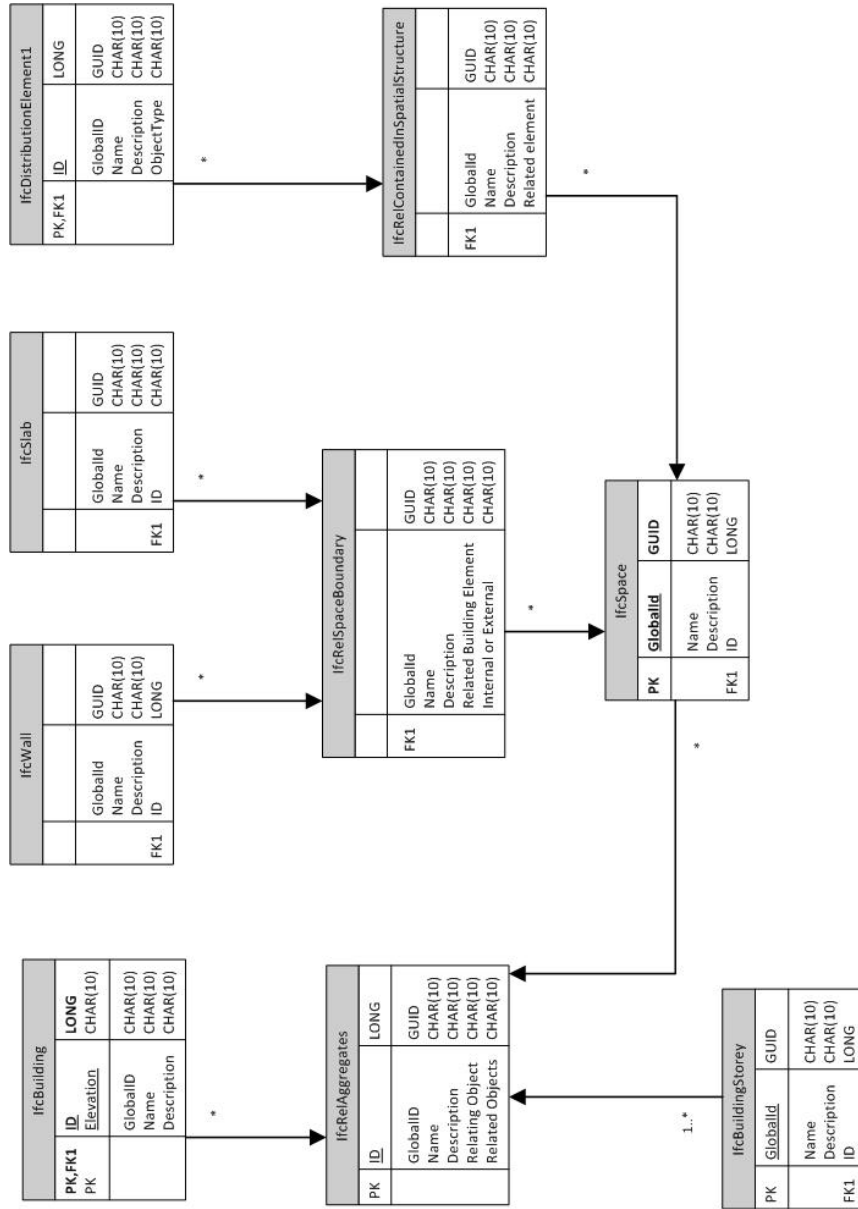 IfcBuilding
PK,FK1 ID LONG
PK Elevation CHAR(10)
GlobalID CHAR(10)
Name CHAR(10)
Description CHAR(10)
*
IfcWall
GlobalId GUID
Name CHAR(10)
Description CHAR(10)
FK1 ID LONG
*
IfcSlab
GlobalId GUID
Name CHAR(10)
Description CHAR(10)
FK1 ID CHAR(10)
*
IfcDistributionElement1
PK,FK1 ID LONG
GlobalID GUID
Name CHAR(10)
Description CHAR(10)
ObjectType CHAR(10)
*
IfcRelAggregates
PK ID LONG
GlobalID GUID
Name CHAR(10)
Description CHAR(10)
Relating Object CHAR(10)
Related Objects CHAR(10)
IfcRelSpaceBoundary
FK1 GlobalId GUID
Name CHAR(10)
Description CHAR(10)
Related Building Element CHAR(10)
Internal or External CHAR(10)
*
IfcRelContainedInSpatialStructure
FK1 GlobalId GUID
Name CHAR(10)
Description CHAR(10)
Related element CHAR(10)
*
1..*
IfcBuildingStorey
PK GlobalId GUID
Name CHAR(10)
Description CHAR(10)
FK1 ID LONG
*
IfcSpace
PK GlobalId GUID
Name CHAR(10)
Description CHAR(10)
FK1 ID LONG